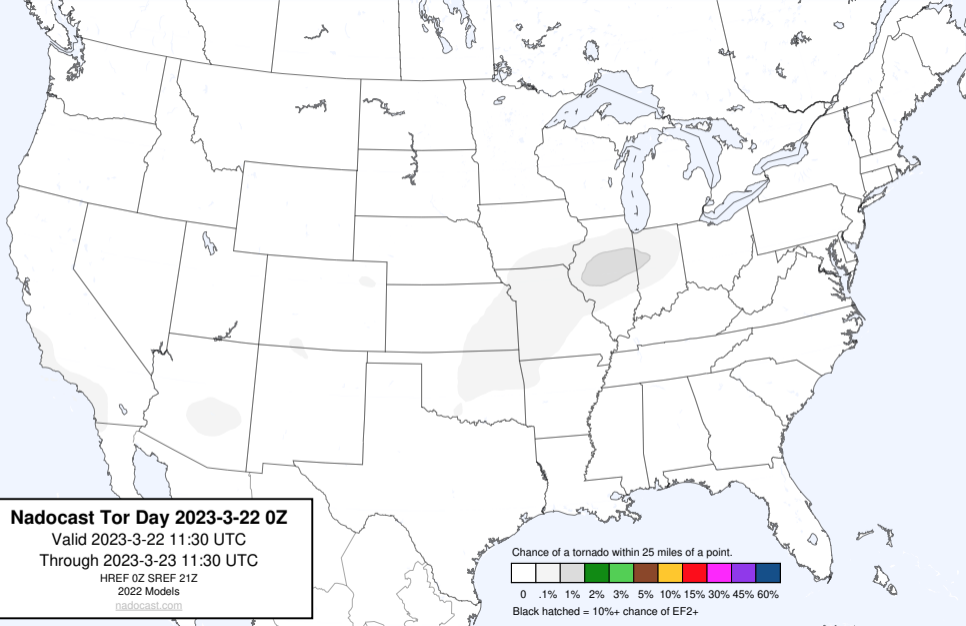 Nadocast Tor Day 2023-3-22 0Z
Valid 2023-3-22 11:30 UTC
Through 2023-3-23 11:30 UTC
HREF 0Z SREF 21Z
2022 Models
nadocast.com
Chance of a tornado within 25 miles of a point.
0 .1% 1% 2% 3% 5% 10% 15% 30% 45% 60%
Black hatched = 10%+ chance of EF2+